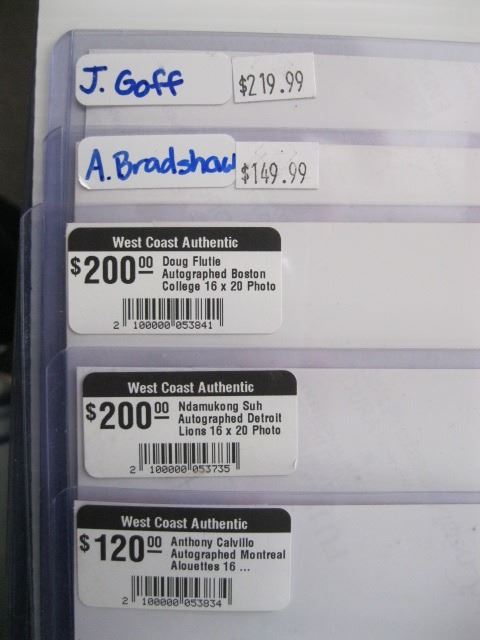 J. Goff $219.99
A. Bradshaw $149.99
West Coast Authentic
$200.00 Doug Flutie
Autographed Boston
College 16 x 20 Photo
2 100000 053841
West Coast Authentic
$200.00 Ndamukong Suh
Autographed Detroit
Lions 16 x 20 Photo
2 100000 053735
West Coast Authentic
$120.00 Anthony Calvillo
Autographed Montreal
Alouettes 16 ...
2 100000 053834